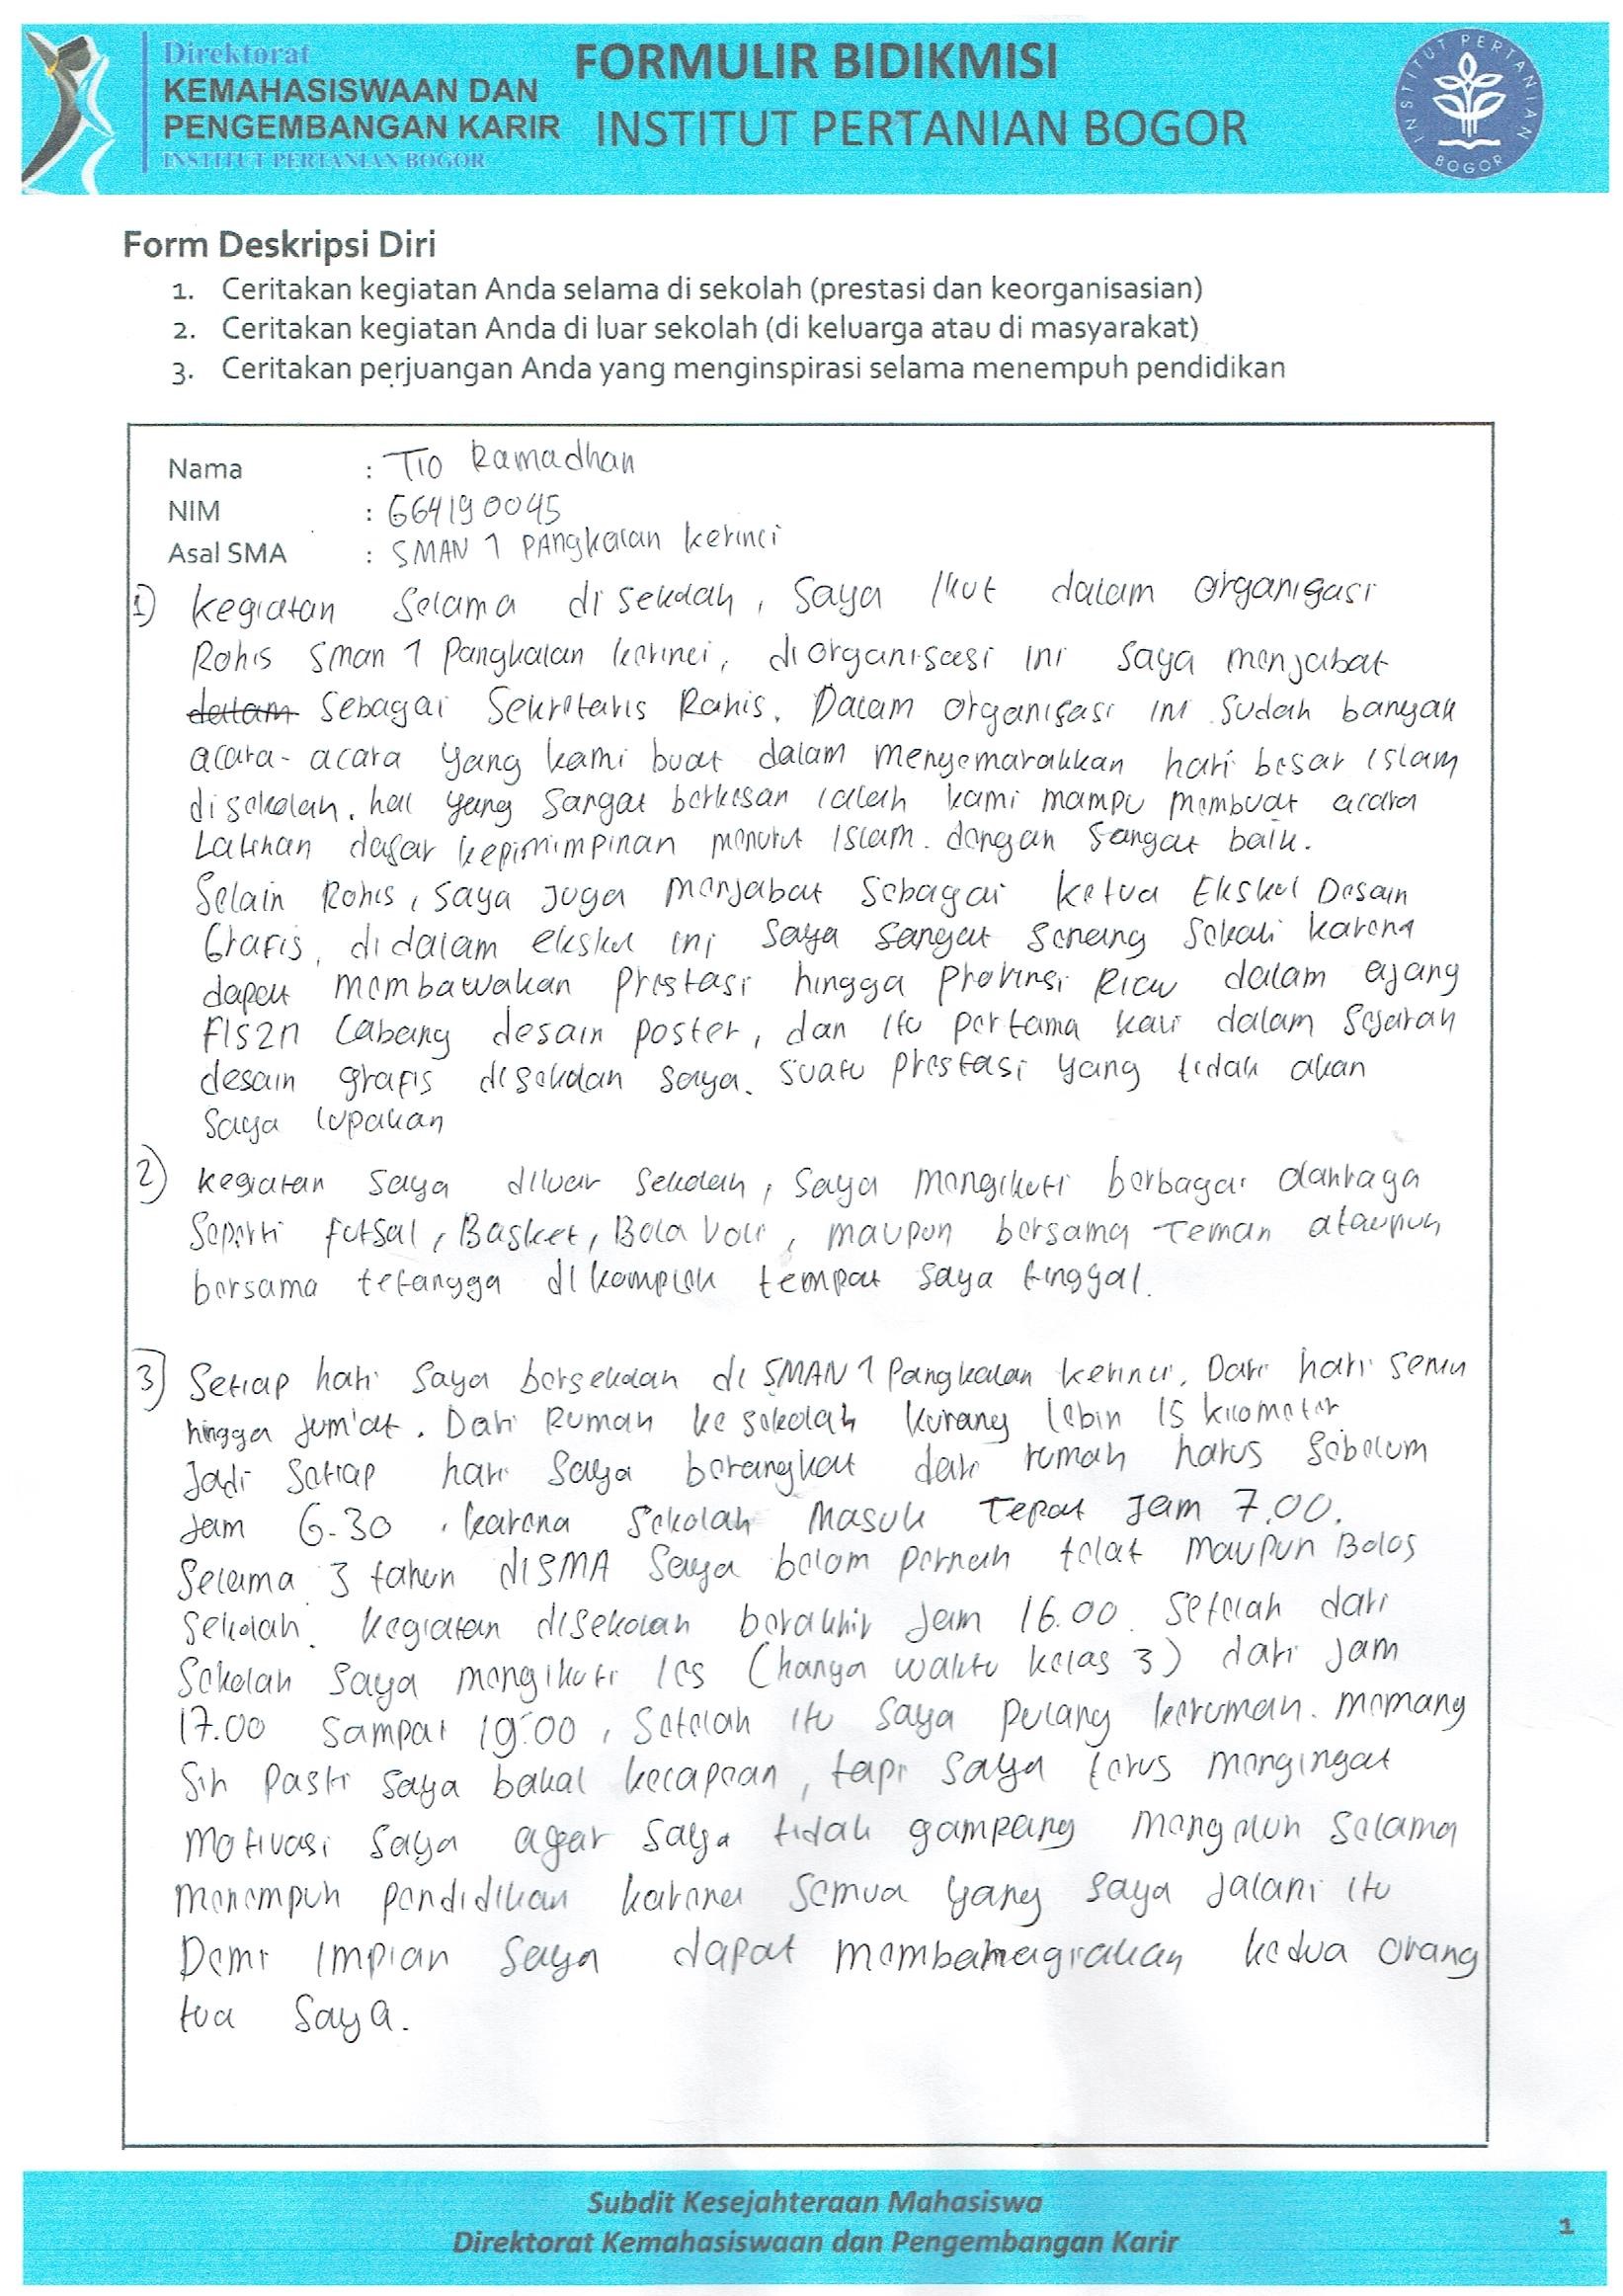 Direktorat
KEMAHASISWAAN DAN
PENGEMBANGAN KARIR
INSTITUT PERTANIAN BOGOR
FORMULIR BIDIKMISI
INSTITUT PERTANIAN BOGOR
INSTITUT PERTANIAN BOGOR
Form Deskripsi Diri
1. Ceritakan kegiatan Anda selama di sekolah (prestasi dan keorganisasian)
2. Ceritakan kegiatan Anda di luar sekolah (di keluarga atau di masyarakat)
3. Ceritakan perjuangan Anda yang menginspirasi selama menempuh pendidikan
Nama : Tio Ramadhan
NIM : G64190045
Asal SMA : SMAN 1 Pangkalan Kerinci
1) kegiatan selama di sekolah, saya ikut dalam organisasi
Rohis Sman 1 Pangkalan kerinci, diorganisasi ini saya menjabat
dalam sebagai Sekretaris Rohis. Dalam organisasi ini sudah banyak
acara-acara yang kami buat dalam menyemarakkan hari besar islam
disekolah. hal yang sangat berkesan ialah kami mampu membuat acara
Latihan dasar kepimimpinan menurut Islam. dengan sangat baik.
Selain Rohis, saya juga menjabat sebagai ketua Ekskul Desain
Grafis, didalam ekskul ini saya sangat senang sekali karena
dapat membawakan prestasi hingga Provinsi Riau dalam ajang
FlS2n Cabang desain poster, dan itu pertama kali dalam sejarah
desain grafis disekolah saya. suatu prestasi yang tidak akan
saya lupakan
2) kegiatan saya diluar sekolah, saya mengikuti berbagai olahraga
seperti futsal, Basket, Bola Voli, maupun bersama teman ataupun
bersama tetangga dikomplek tempat saya tinggal.
3) Setiap hari saya bersekolah di SMAN 1 Pangkalan kerinci, Dari hari senin
hingga jum'at. Dari Rumah ke sekolah kurang lebih 15 kilometer
Jadi setiap hari saya berangkat dari rumah harus sebelum
Jam 6.30, karena sekolah masuk tepat jam 7.00.
Selama 3 tahun diSMA saya belom pernah telat maupun Bolos
sekolah. kegiatan disekolah berakhir jam 16.00. setelah dari
sekolah saya mengikuti les (hanya waktu kelas 3) dari jam
17.00 sampai 19.00, setelah itu saya pulang kerumah. memang
sih pasti saya bakal kecapean, tapi saya terus mengingat
motivasi saya agar saya tidak gampang mengeluh selama
menempuh pendidikan karena semua yang saya jalani itu
Demi impian saya dapat membahagiakan kedua orang
tua saya.
Subdit Kesejahteraan Mahasiswa
Direktorat Kemahasiswaan dan Pengembangan Karir
1